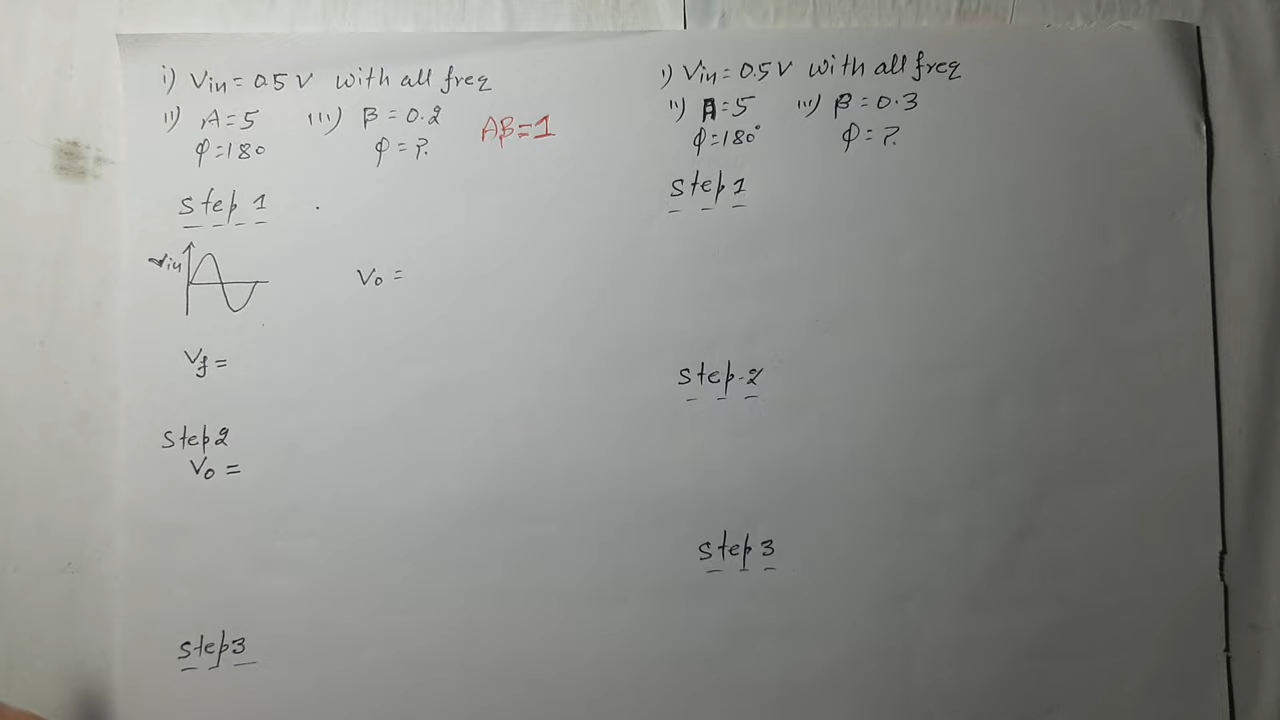 i) Vin = 0.5 V with all freq
ii) A = 5 iii) β = 0.2 Aβ = 1
φ = 180 φ = ?
Step 1
Vin
Vo =
Vf =
Step 2
Vo =
Step 3
i) Vin = 0.5 V with all freq
ii) A = 5 iii) β = 0.3
φ = 180° φ = ?
Step 1
Step-2
Step 3